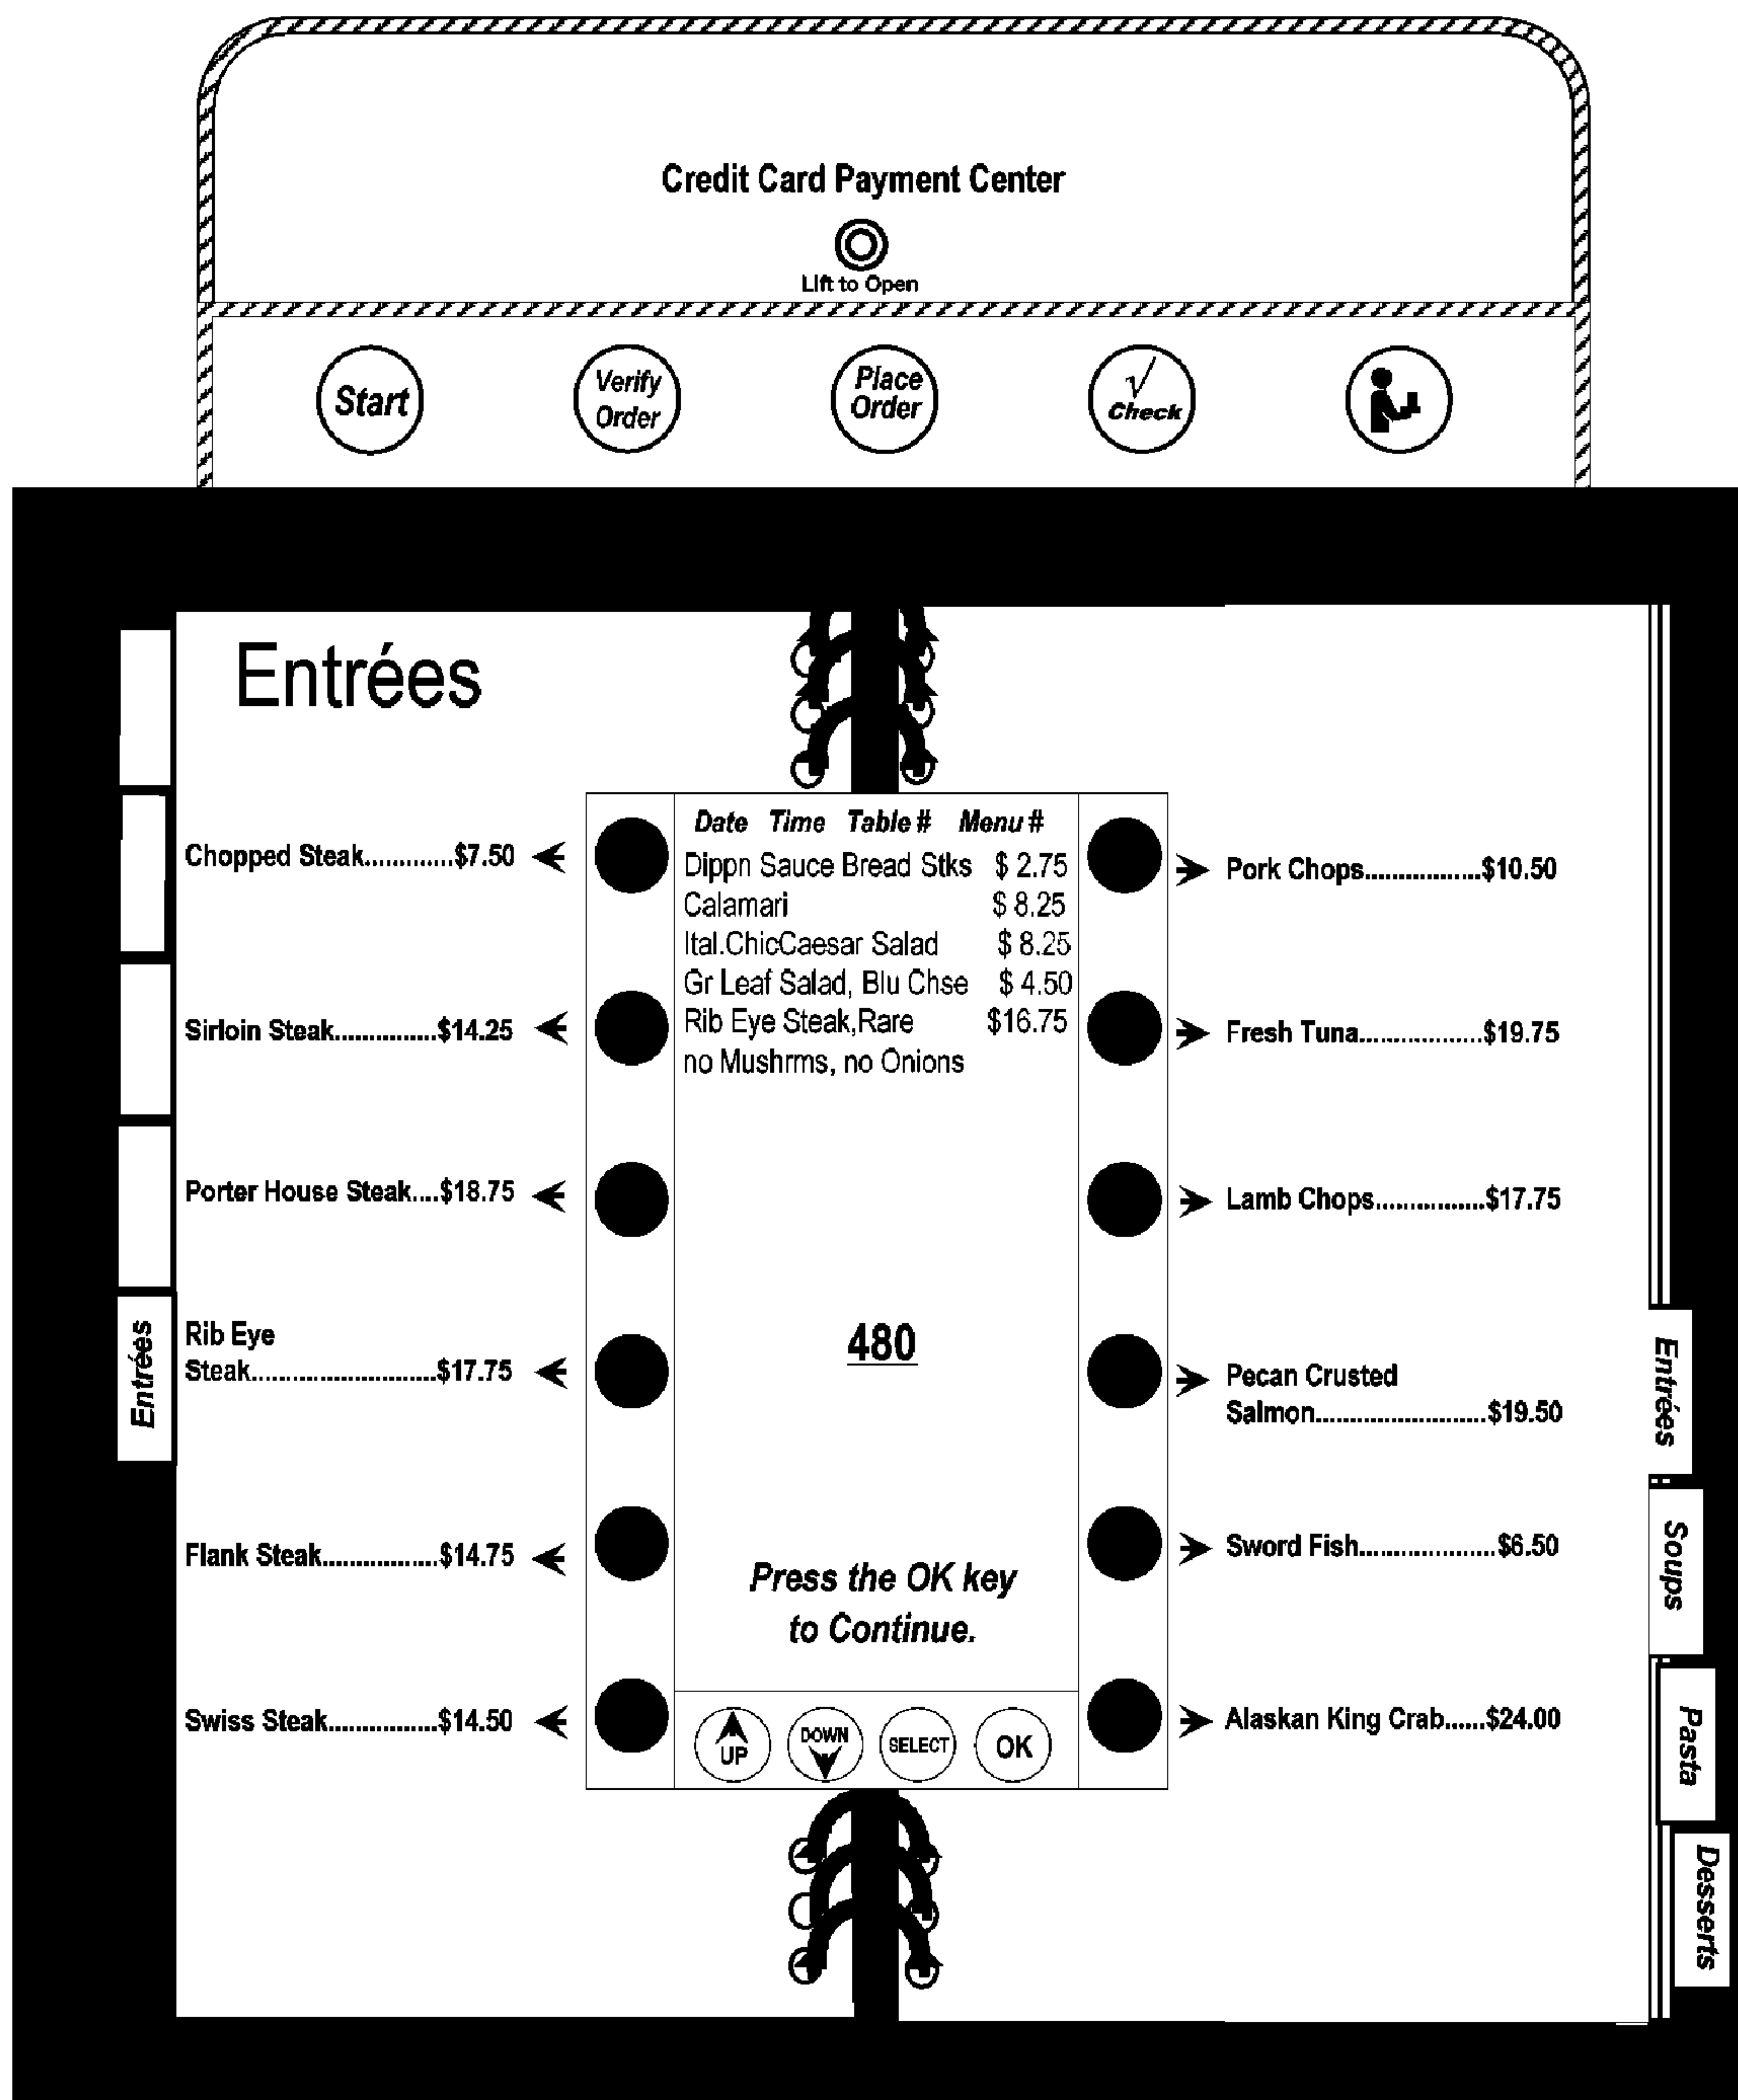 Credit Card Payment Center
Lift to Open
Start
Verify
Order
Place
Order
√
Check
Entrées
Chopped Steak.............$7.50
Sirloin Steak...............$14.25
Porter House Steak....$18.75
Rib Eye
Steak...........................$17.75
Flank Steak.................$14.75
Swiss Steak................$14.50
Date Time Table # Menu #
Dippn Sauce Bread Stks $ 2.75
Calamari $ 8.25
Ital.ChicCaesar Salad $ 8.25
Gr Leaf Salad, Blu Chse $ 4.50
Rib Eye Steak,Rare $16.75
no Mushrms, no Onions
480
Press the OK key
to Continue.
UP
DOWN
SELECT
OK
Pork Chops.................$10.50
Fresh Tuna..................$19.75
Lamb Chops................$17.75
Pecan Crusted
Salmon.........................$19.50
Sword Fish....................$6.50
Alaskan King Crab......$24.00
Entrées
Entrées
Soups
Pasta
Desserts